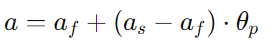 a = a_f + (a_s − a_f) · θ_p